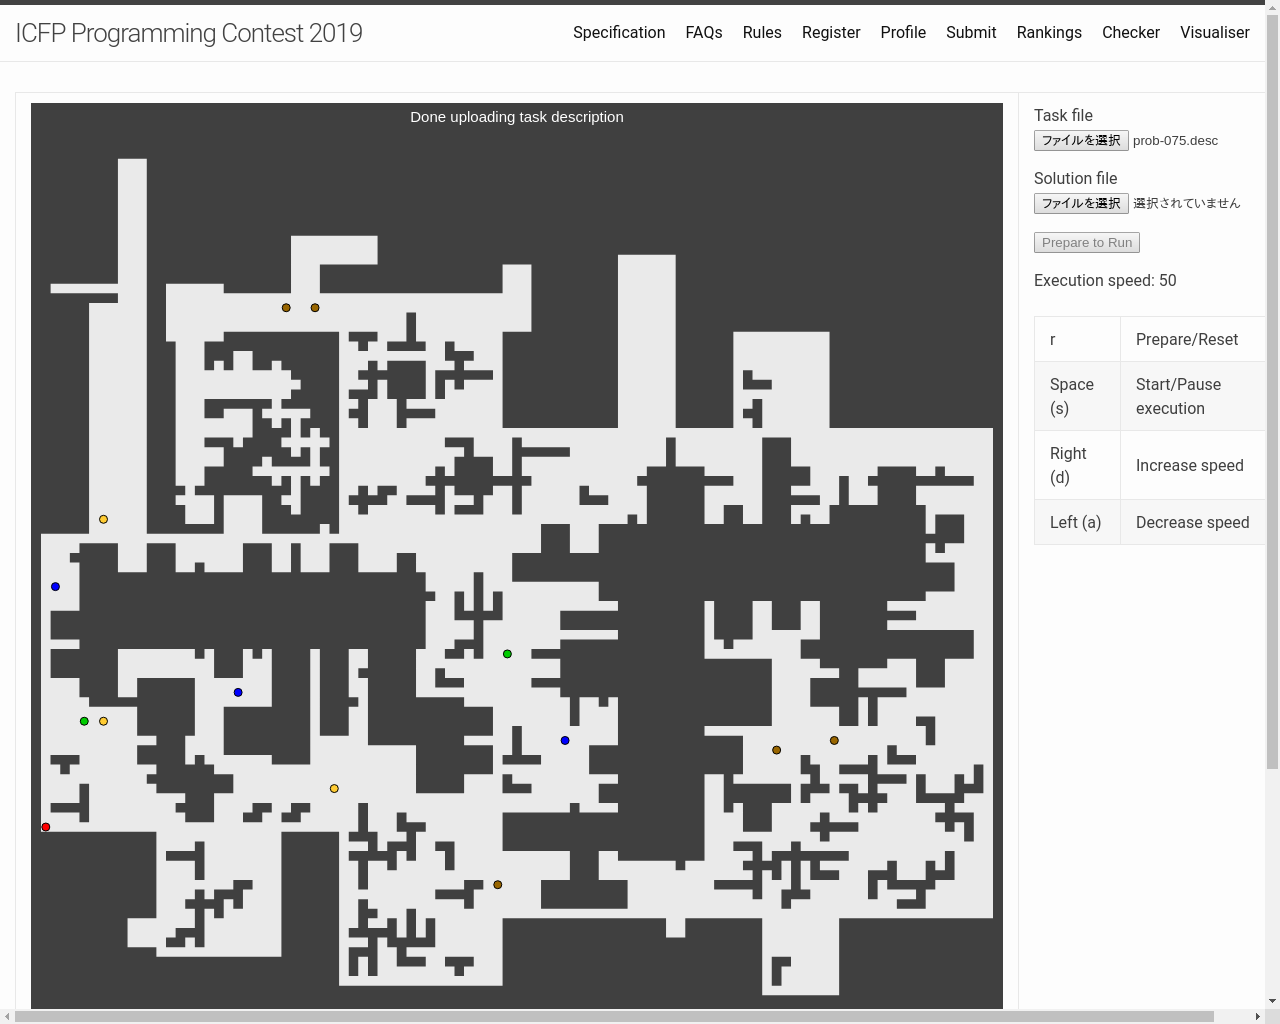 ICFP Programming Contest 2019
Specification FAQs Rules Register Profile Submit Rankings Checker Visualiser
Done uploading task description
Task file
ファイルを選択 prob-075.desc
Solution file
ファイルを選択 選択されていません
Prepare to Run
Execution speed: 50
r Prepare/Reset
Space (s) Start/Pause execution
Right (d) Increase speed
Left (a) Decrease speed